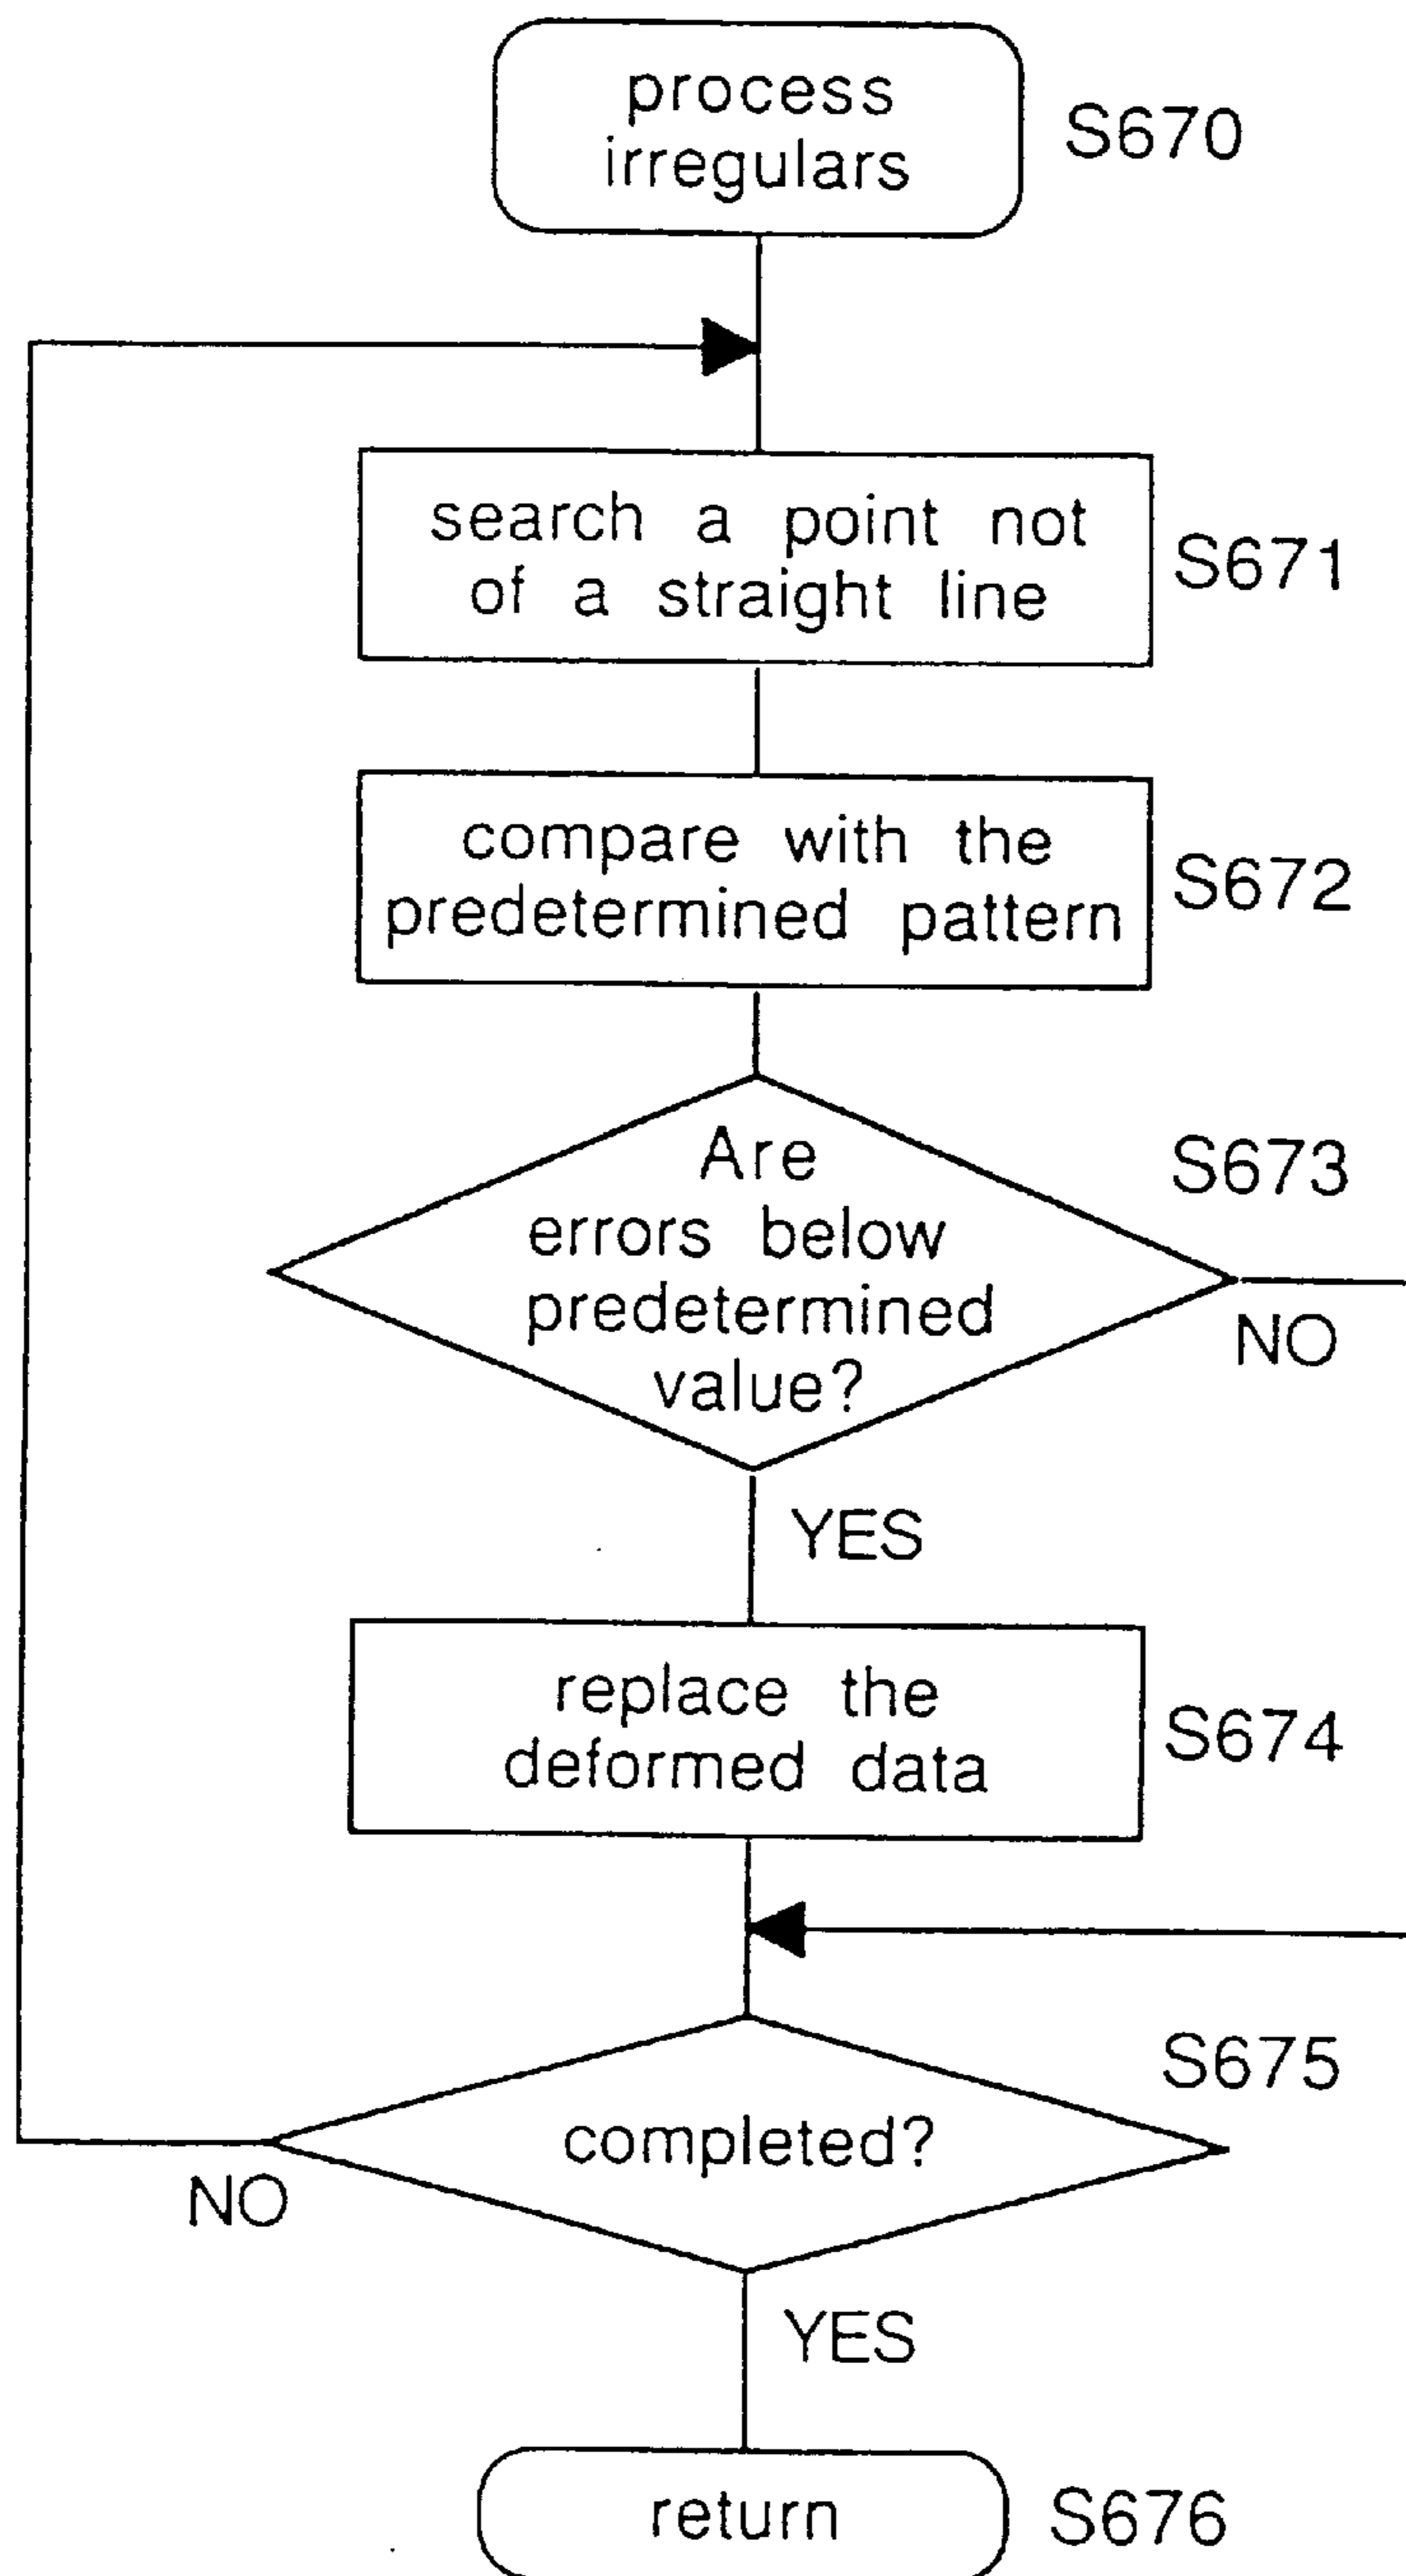 process
irregulars
S670
search a point not
of a straight line
S671
compare with the
predetermined pattern
S672
Are
errors below
predetermined
value?
S673
NO
YES
replace the
deformed data
S674
completed?
S675
NO
YES
return
S676